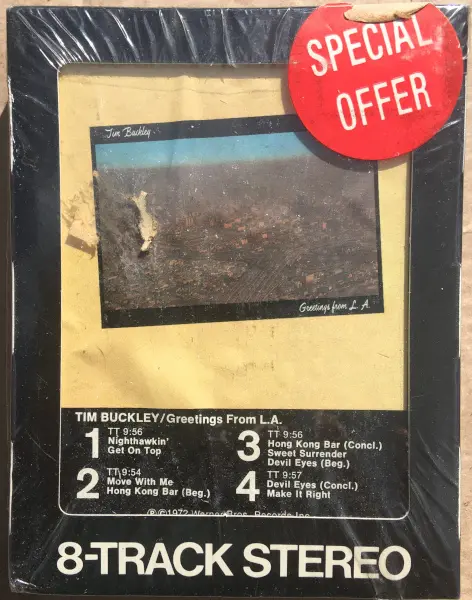 SPECIAL
OFFER
Tim Buckley
Greetings from L. A.
TIM BUCKLEY/Greetings From L.A.
1 TT 9:56
Nighthawkin'
Get On Top
2 TT 9:54
Move With Me
Hong Kong Bar (Beg.)
3 TT 9:56
Hong Kong Bar (Concl.)
Sweet Surrender
Devil Eyes (Beg.)
4 TT 9:57
Devil Eyes (Concl.)
Make It Right
℗©1972 Warner Bros. Records Inc.
8-TRACK STEREO